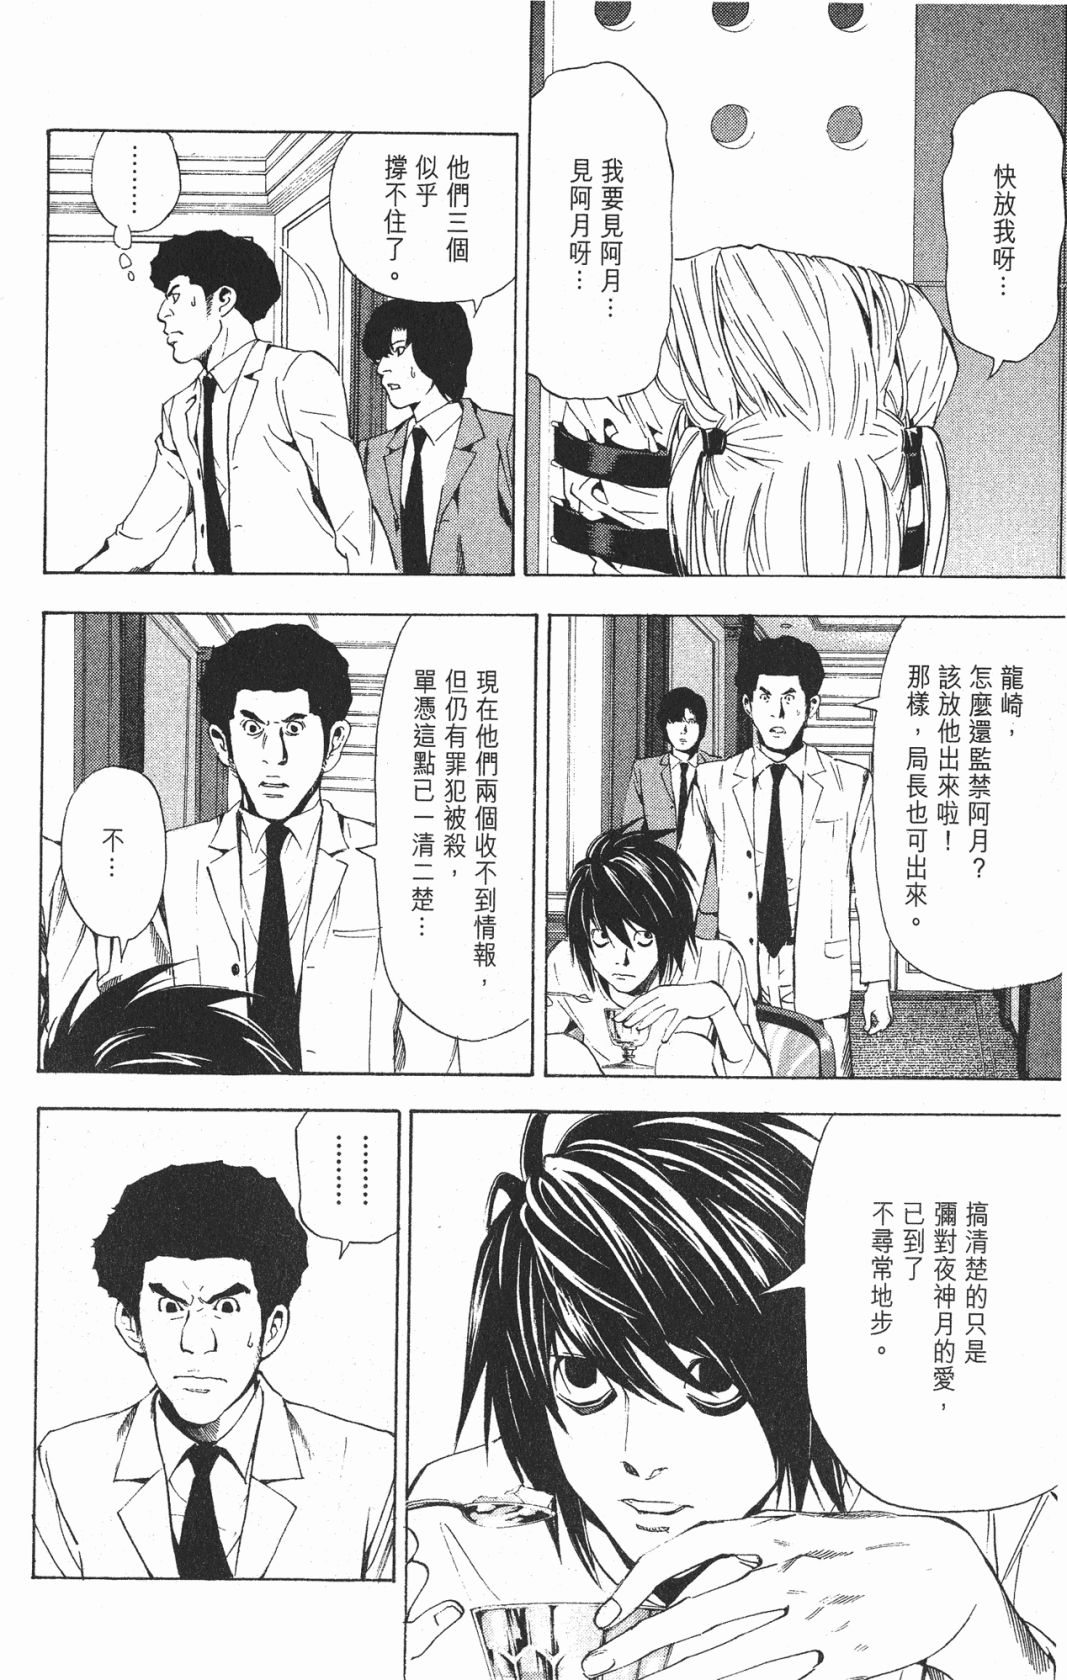 快放我呀…
我要見阿月…
見阿月呀…
他們三個
似乎
撐不住了。
………
龍崎，
怎麼還監禁阿月？
該放他出來啦！
那樣，局長也可出來。
現在他們兩個收不到情報，
但仍有罪犯被殺，
單憑這點已一清二楚…
不…
搞清楚的只是
彌對夜神月的愛，
已到了
不尋常地步。
………
………